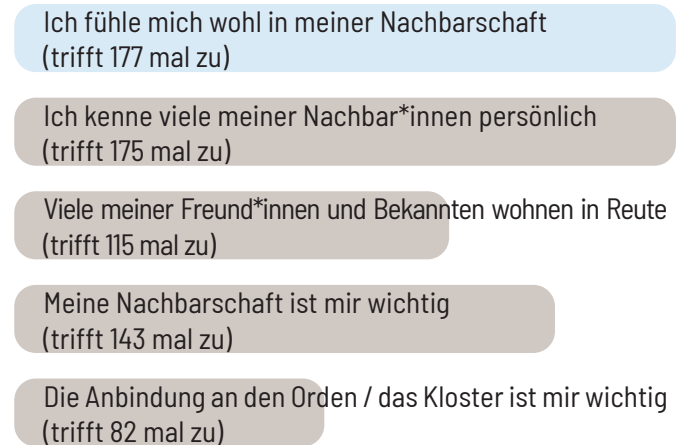 Ich fühle mich wohl in meiner Nachbarschaft
(trifft 177 mal zu)
Ich kenne viele meiner Nachbar*innen persönlich
(trifft 175 mal zu)
Viele meiner Freund*innen und Bekannten wohnen in Reute
(trifft 115 mal zu)
Meine Nachbarschaft ist mir wichtig
(trifft 143 mal zu)
Die Anbindung an den Orden / das Kloster ist mir wichtig
(trifft 82 mal zu)